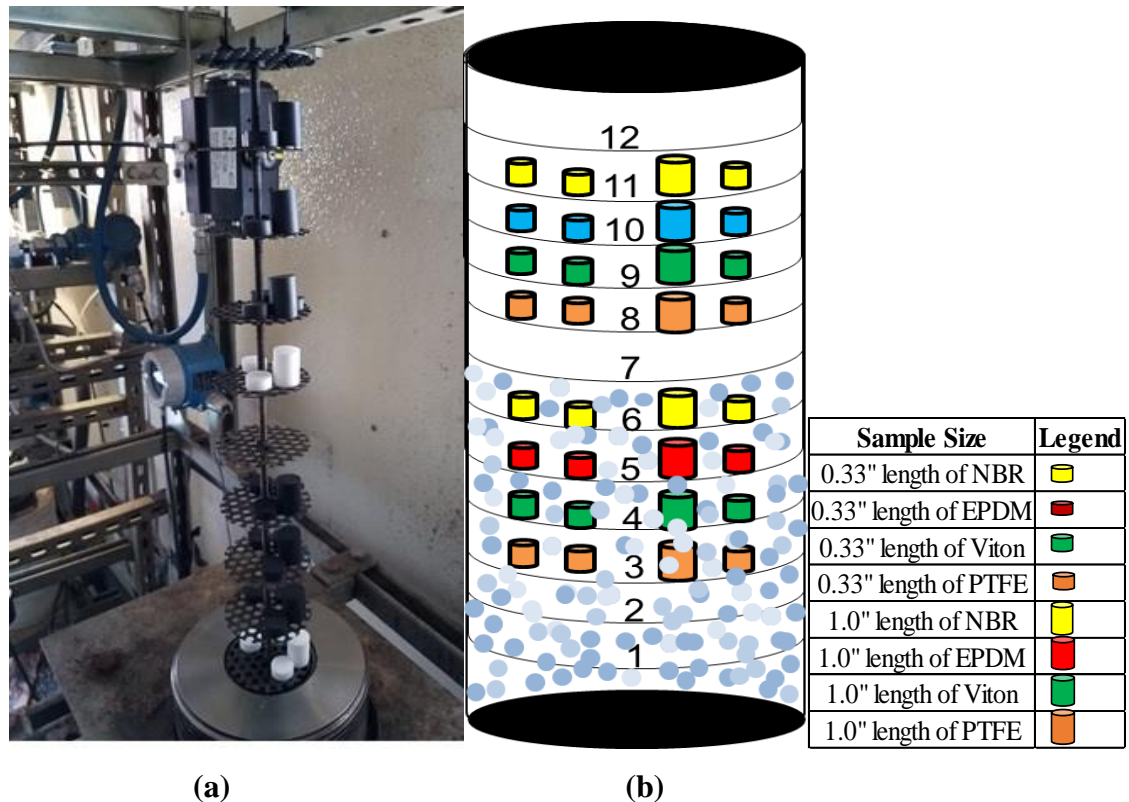 12
11
10
9
8
7
6
5
4
3
2
1
Sample Size Legend
0.33" length of NBR
0.33" length of EPDM
0.33" length of Viton
0.33" length of PTFE
1.0" length of NBR
1.0" length of EPDM
1.0" length of Viton
1.0" length of PTFE
(a) (b)